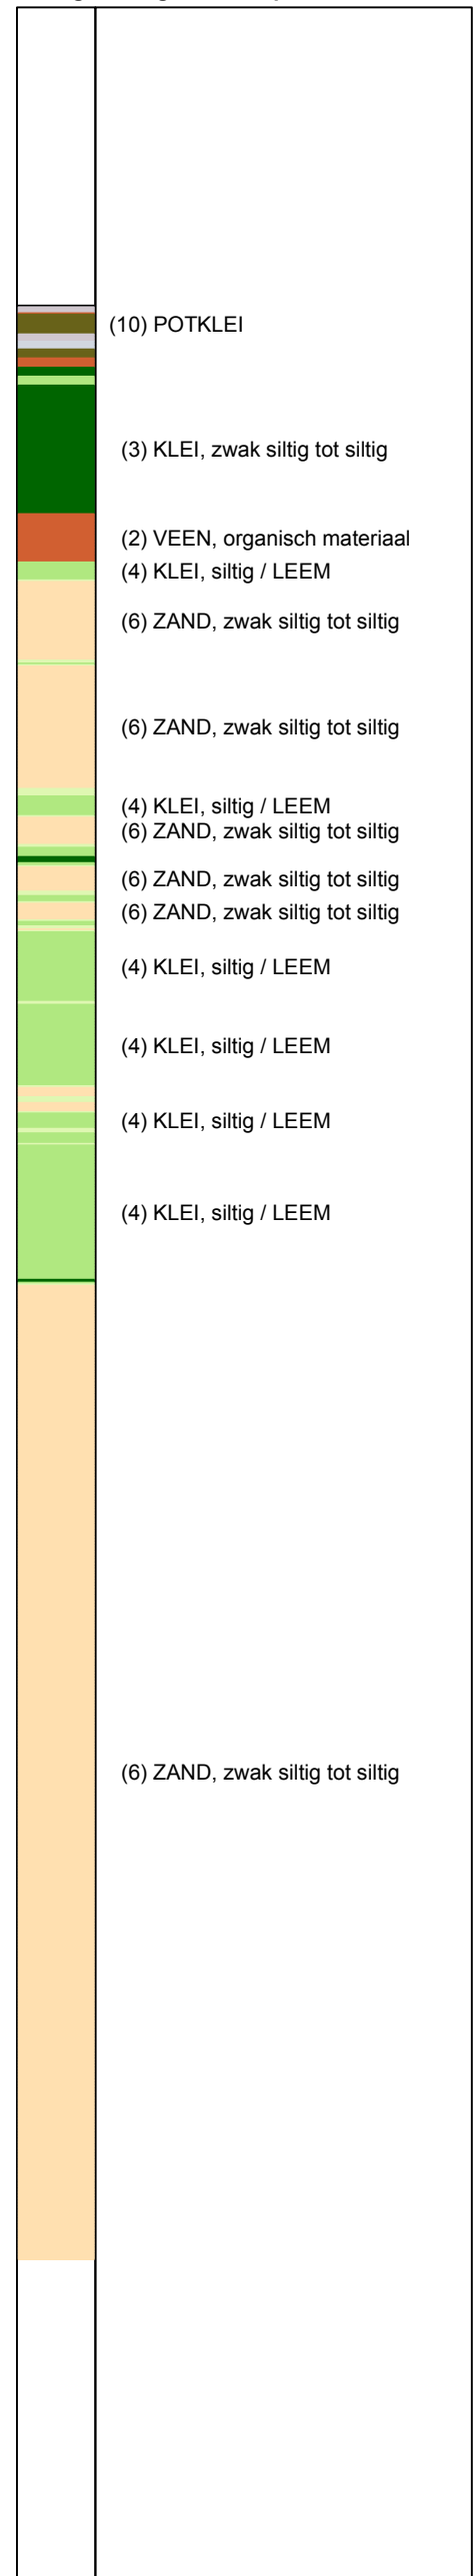 (10) POTKLEI
(3) KLEI, zwak siltig tot siltig
(2) VEEN, organisch materiaal
(4) KLEI, siltig / LEEM
(6) ZAND, zwak siltig tot siltig
(6) ZAND, zwak siltig tot siltig
(4) KLEI, siltig / LEEM
(6) ZAND, zwak siltig tot siltig
(6) ZAND, zwak siltig tot siltig
(6) ZAND, zwak siltig tot siltig
(4) KLEI, siltig / LEEM
(4) KLEI, siltig / LEEM
(4) KLEI, siltig / LEEM
(4) KLEI, siltig / LEEM
(6) ZAND, zwak siltig tot siltig